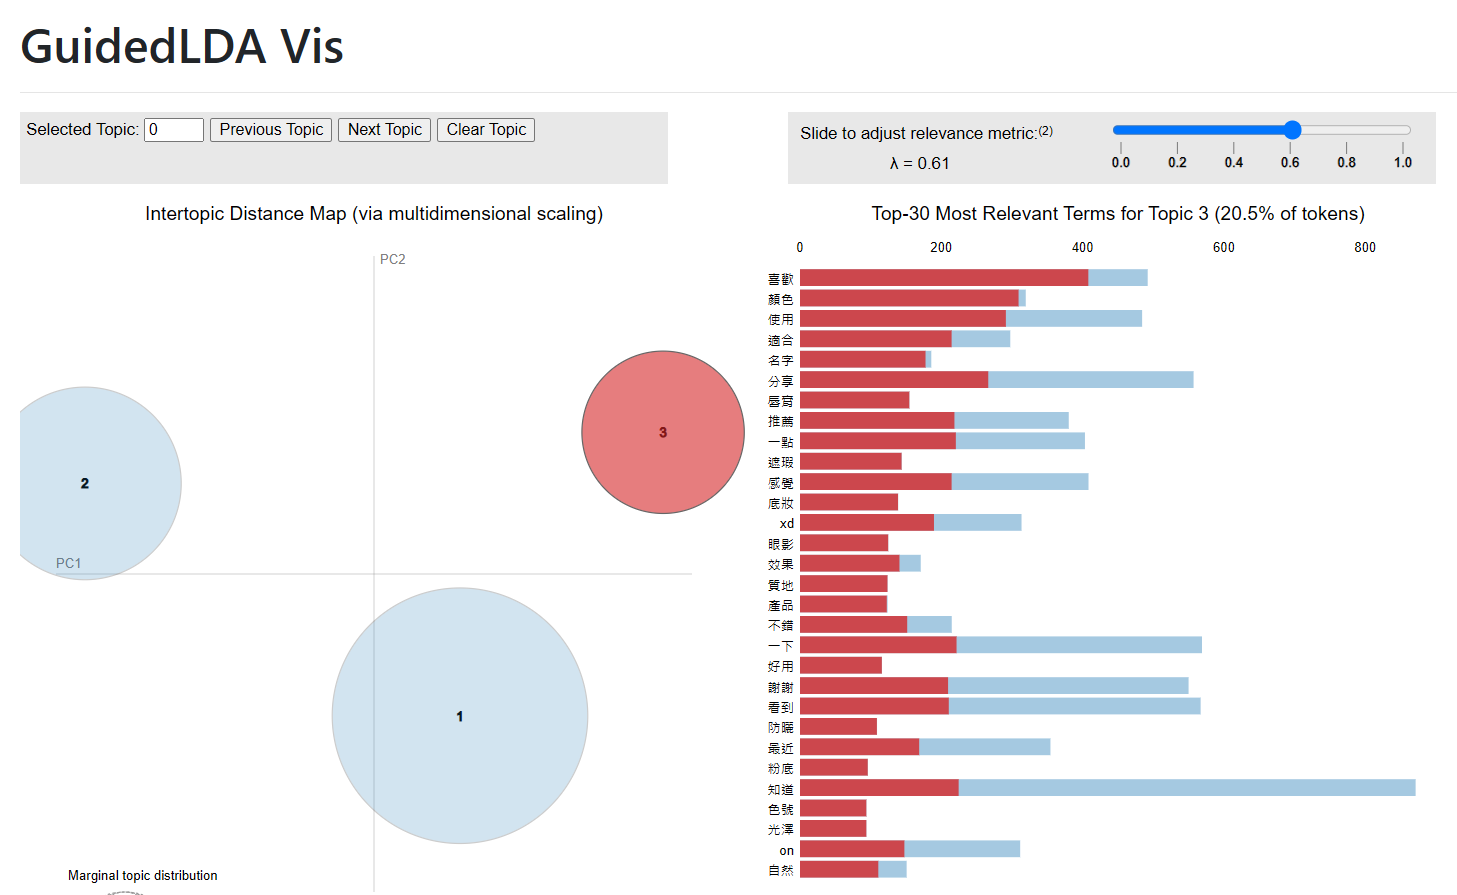 GuidedLDA Vis
Selected Topic: 0 Previous Topic Next Topic Clear Topic
Slide to adjust relevance metric:(2)
λ = 0.61
0.0 0.2 0.4 0.6 0.8 1.0
Intertopic Distance Map (via multidimensional scaling)
PC2
PC1
2
3
1
Marginal topic distribution
Top-30 Most Relevant Terms for Topic 3 (20.5% of tokens)
0 200 400 600 800
喜歡
顏色
使用
適合
名字
分享
唇膏
推薦
一點
遮瑕
感覺
底妝
xd
眼影
效果
質地
產品
不錯
一下
好用
謝謝
看到
防曬
最近
粉底
知道
色號
光澤
on
自然